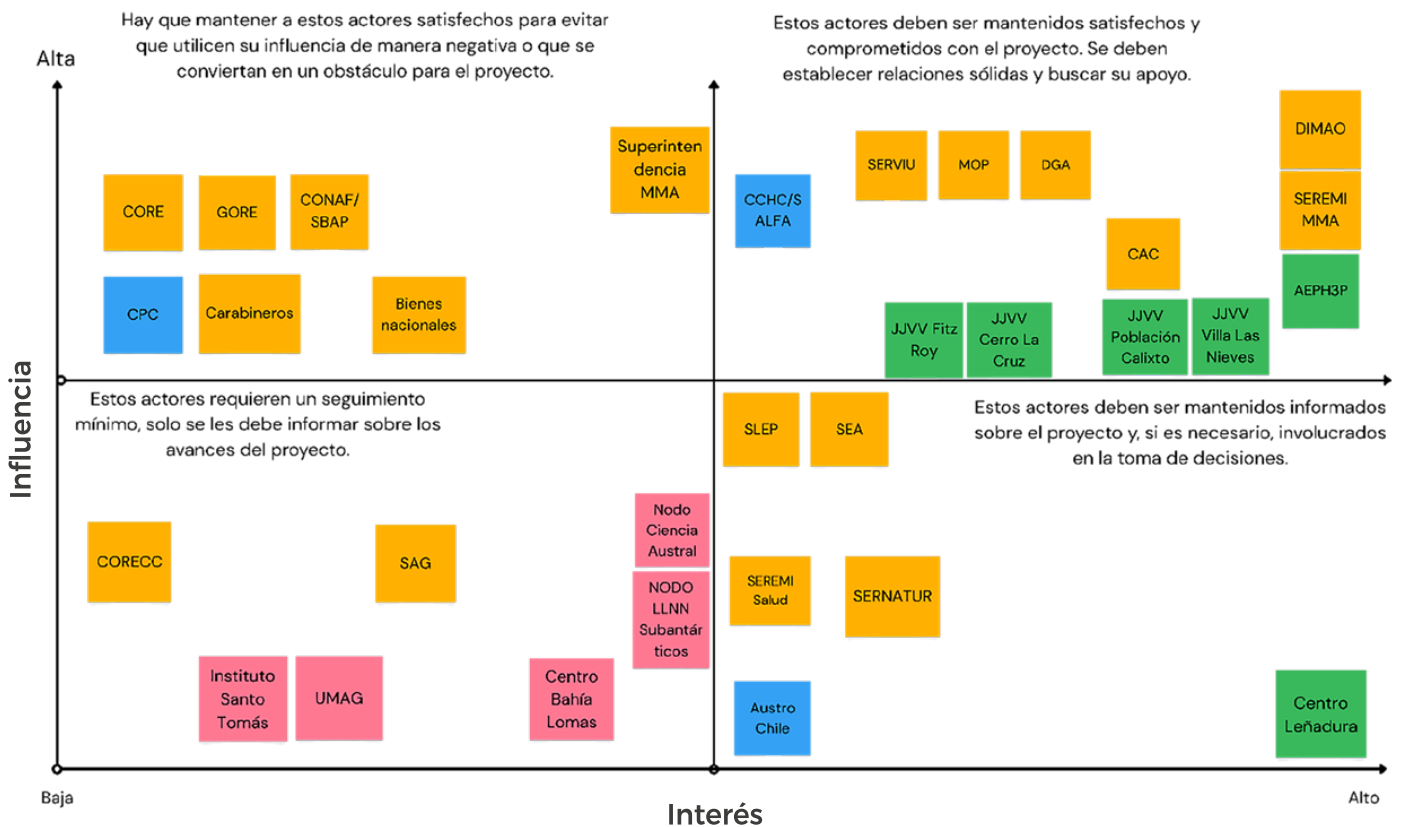 Hay que mantener a estos actores satisfechos para evitar
que utilicen su influencia de manera negativa o que se
conviertan en un obstáculo para el proyecto.
Estos actores deben ser mantenidos satisfechos y
comprometidos con el proyecto. Se deben
establecer relaciones sólidas y buscar su apoyo.
Alta
Superinten
dencia
MMA
CORE
GORE
CONAF/
SBAP
CPC
Carabineros
Bienes
nacionales
CCHC/S
ALFA
SERVIU
MOP
DGA
DIMAO
SEREMI
MMA
CAC
AEPH3P
JJVV Fitz
Roy
JJVV
Cerro La
Cruz
JJVV
Población
Calixto
JJVV
Villa Las
Nieves
Influencia
Estos actores requieren un seguimiento
mínimo, solo se les debe informar sobre los
avances del proyecto.
Estos actores deben ser mantenidos informados
sobre el proyecto y, si es necesario, involucrados
en la toma de decisiones.
SLEP
SEA
CORECC
SAG
Nodo
Ciencia
Austral
NODO
LLNN
Subantár
ticos
Instituto
Santo
Tomás
UMAG
Centro
Bahía
Lomas
SEREMI
Salud
SERNATUR
Austro
Chile
Centro
Leñadura
Baja
Interés
Alto